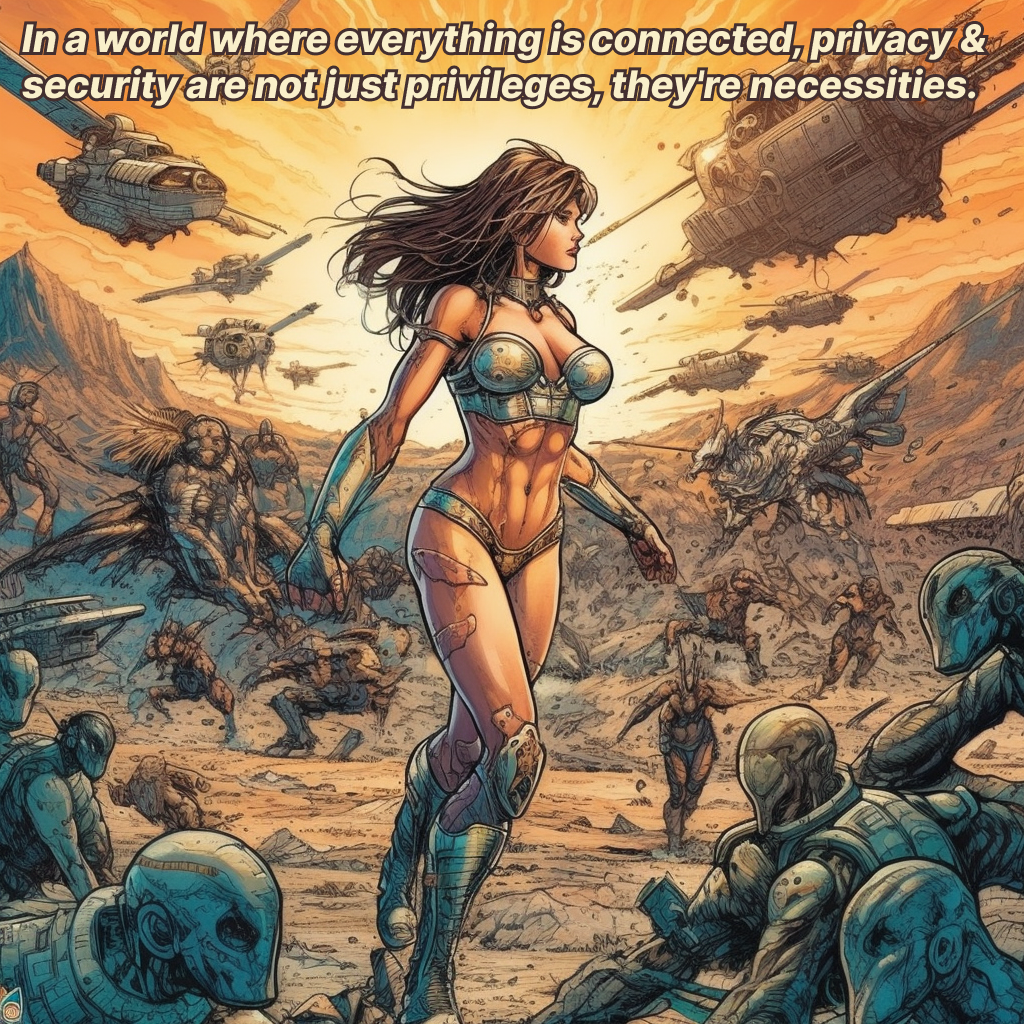 In a world where everything is connected, privacy &
security are not just privileges, they're necessities.